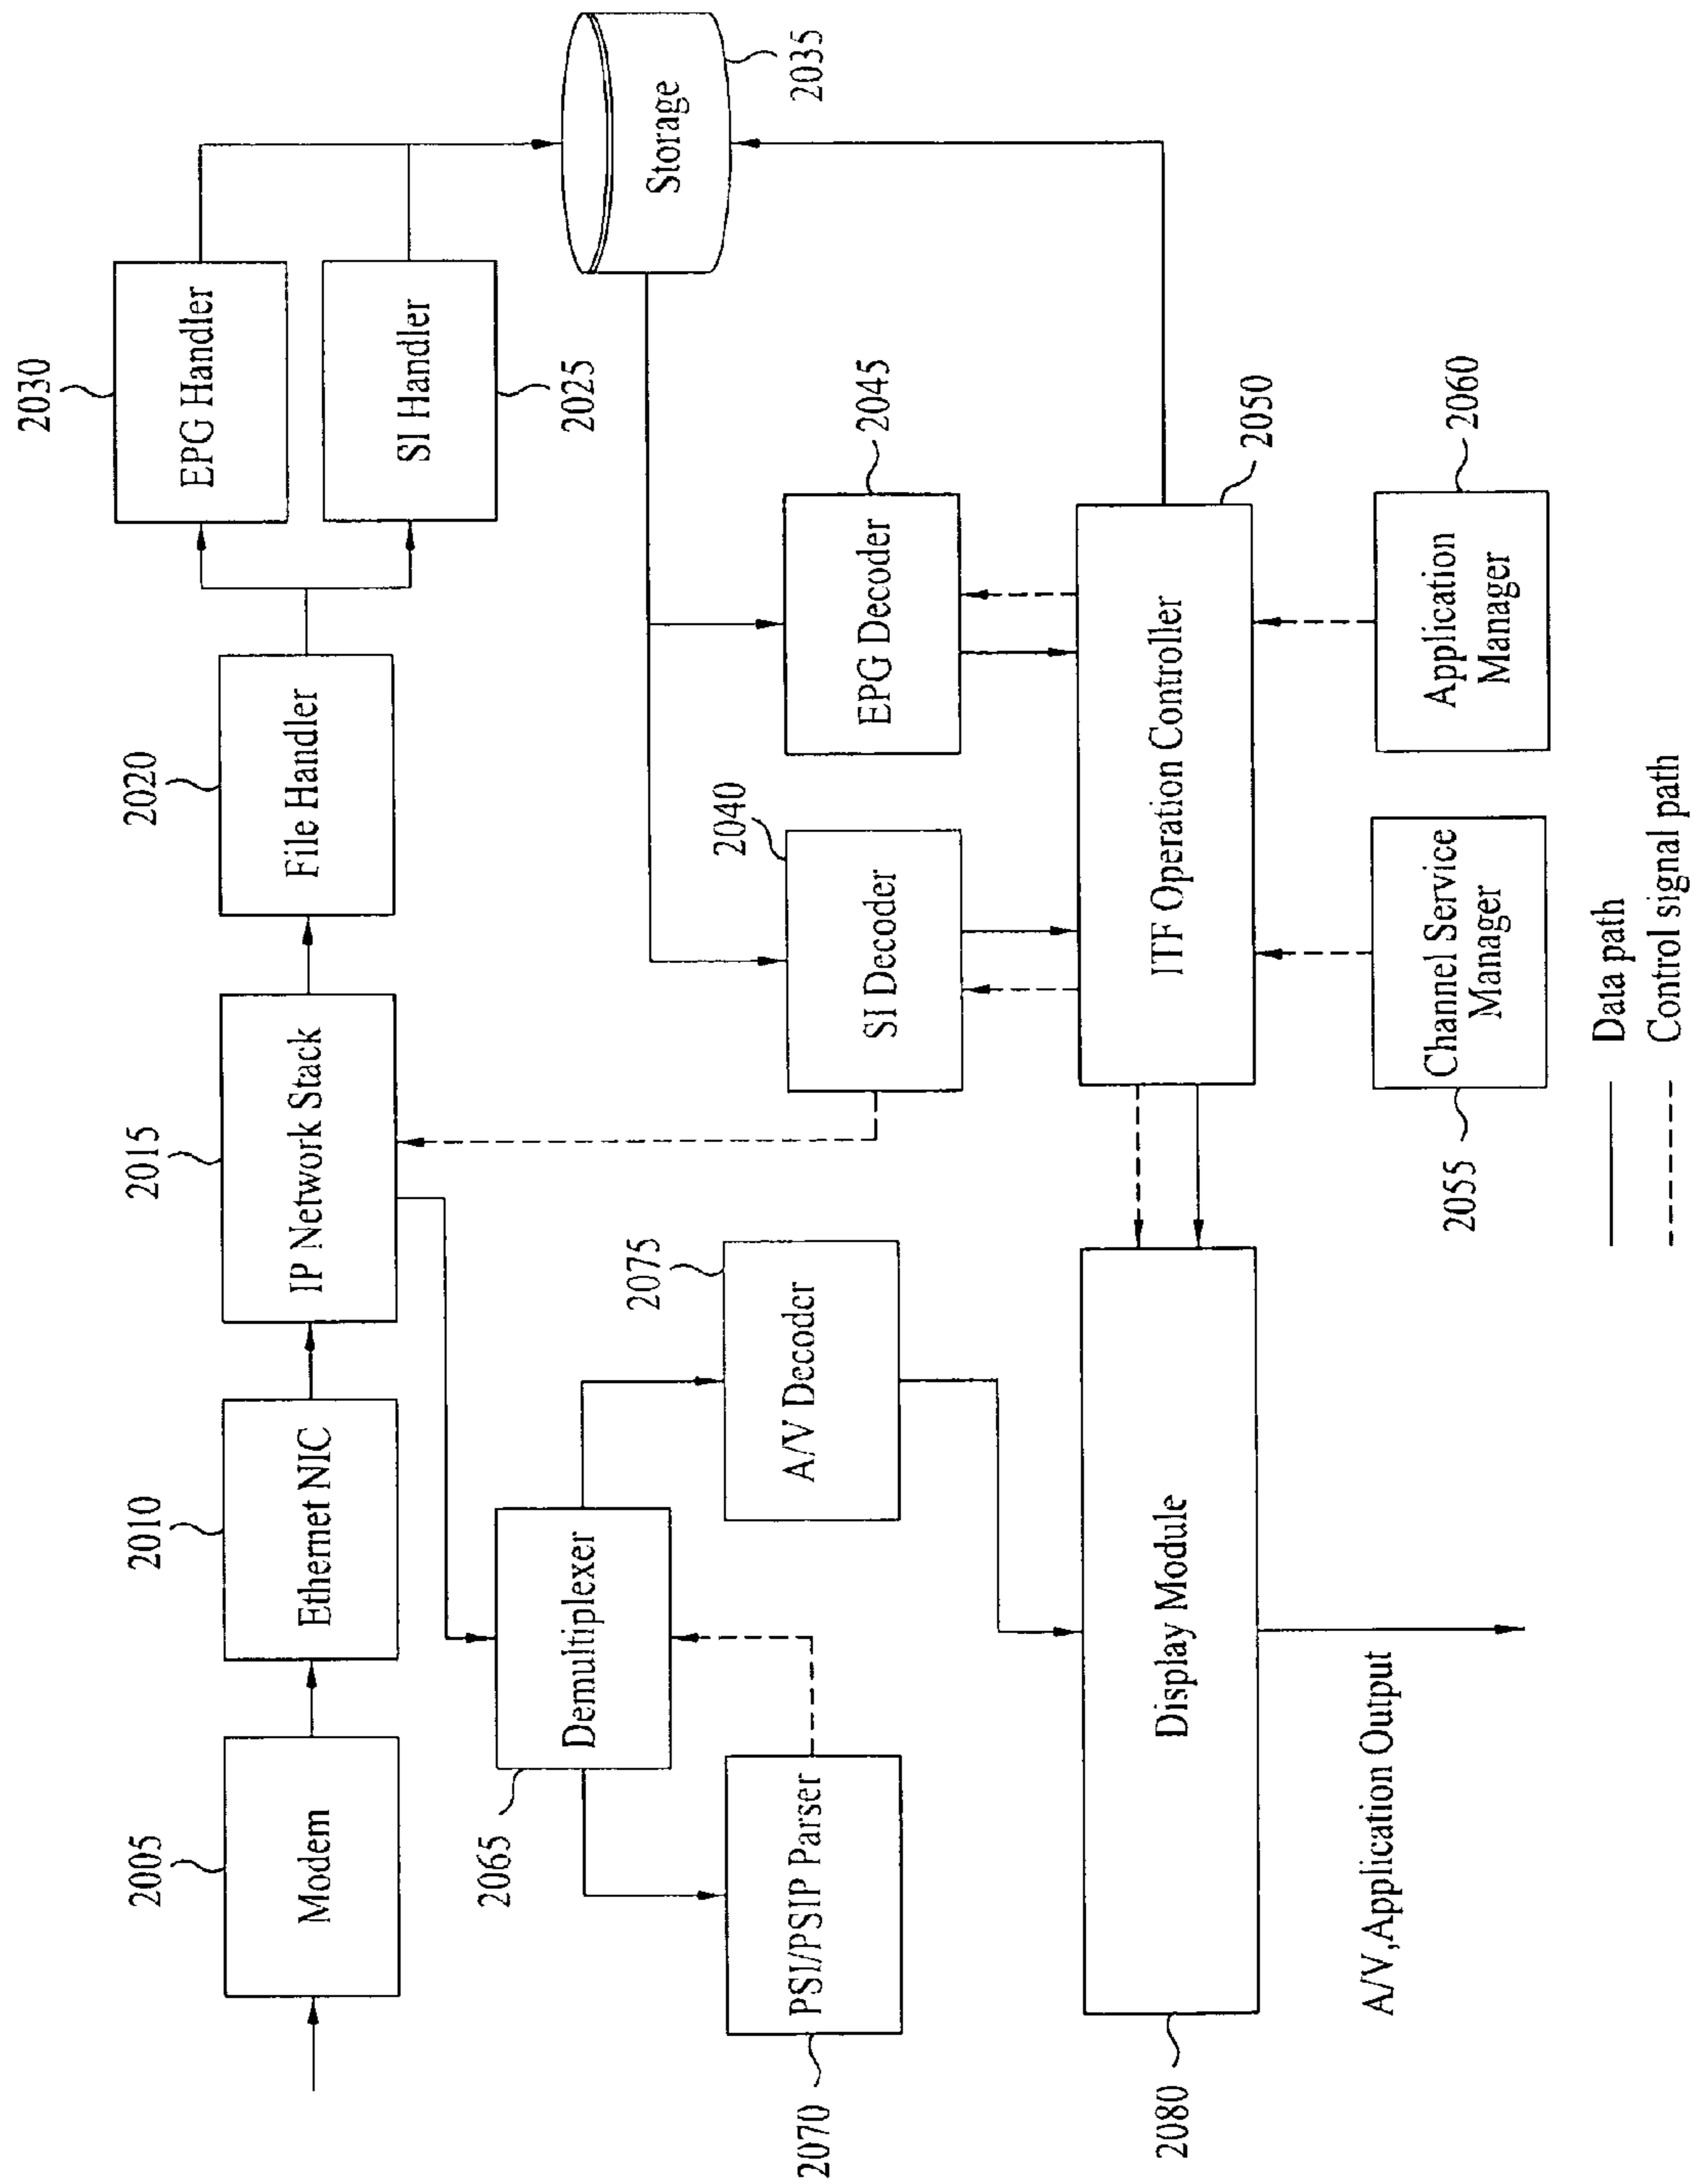 2005
Modem
2010
Ethernet NIC
2015
IP Network Stack
2020
File Handler
2030
EPG Handler
SI Handler
2025
Storage
2035
2065
Demultiplexer
2070
PSI/PSIP Parser
2075
A/V Decoder
2040
SI Decoder
EPG Decoder
2045
2080
Display Module
ITF Operation Controller
2050
A/V,Application Output
2055
Channel Service
Manager
Application
Manager
2060
Data path
Control signal path